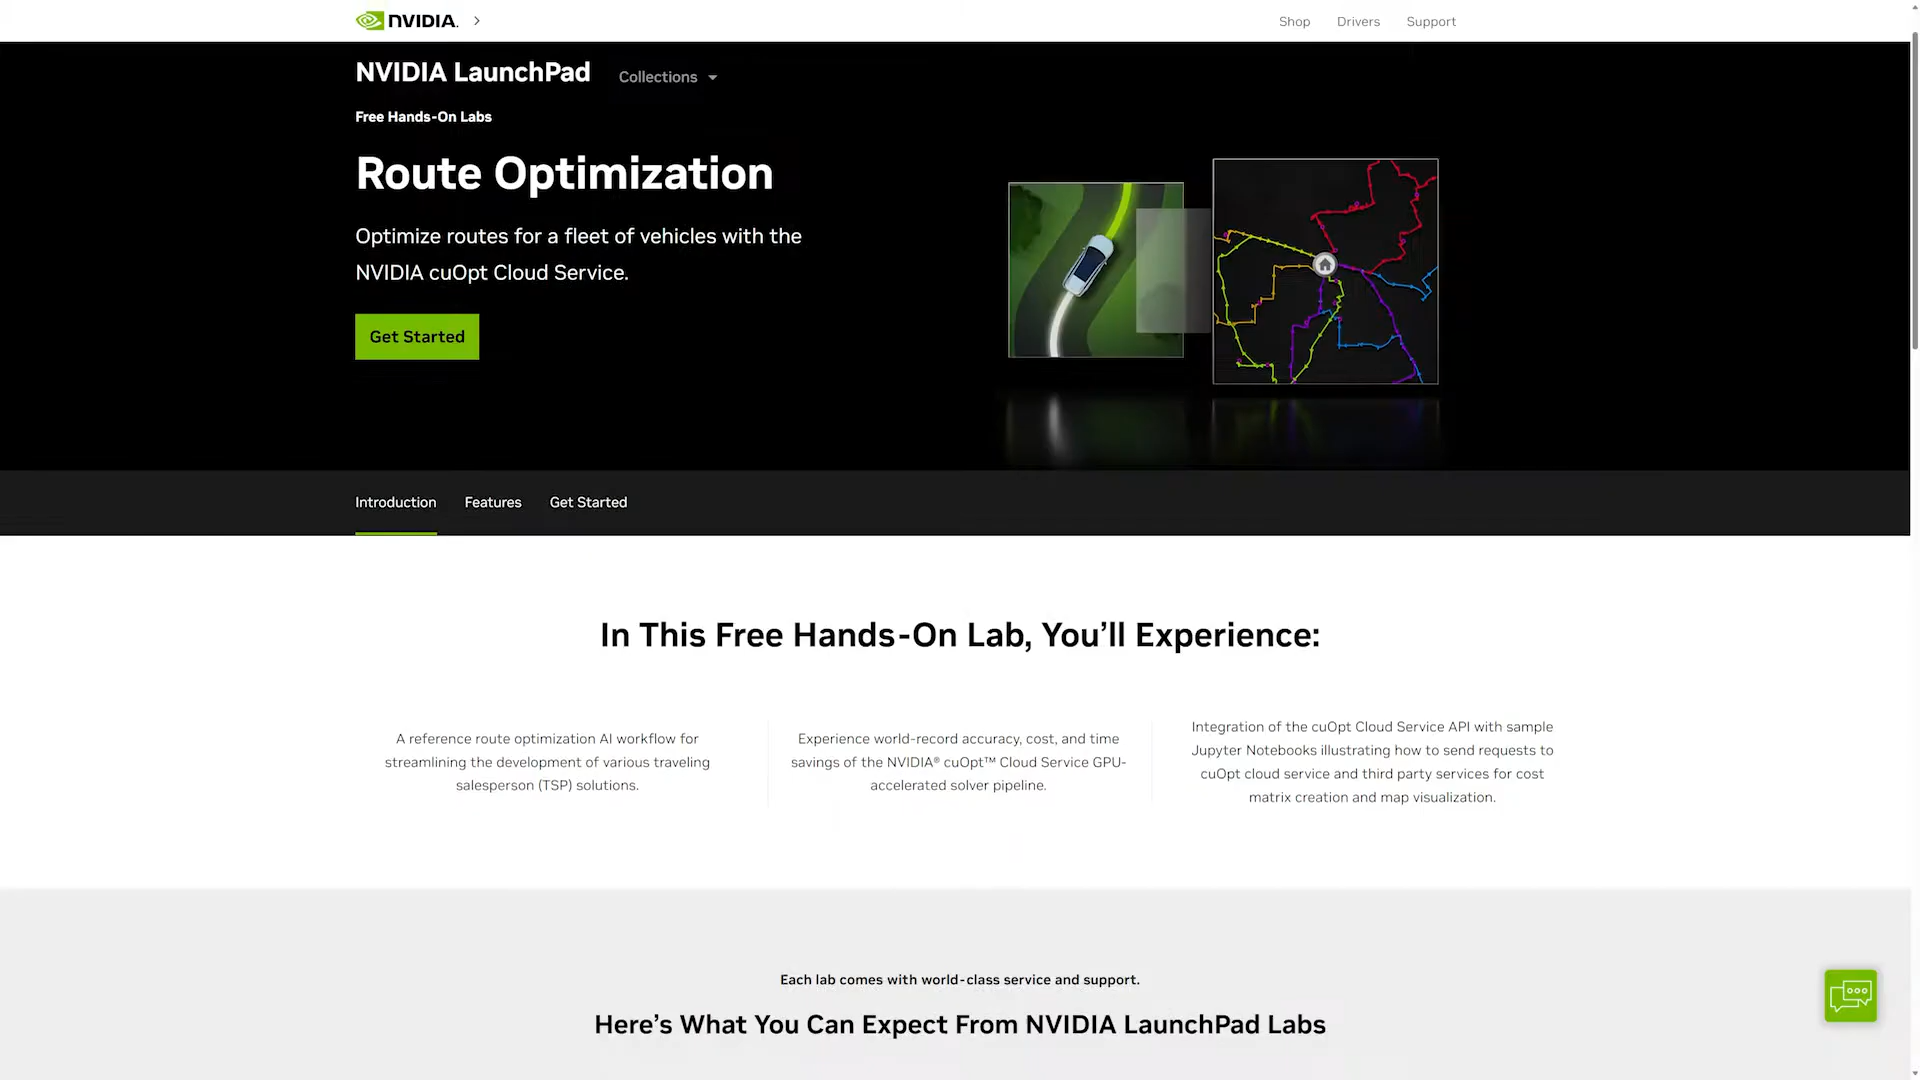 NVIDIA.
Shop
Drivers
Support
NVIDIA LaunchPad
Collections
Free Hands-On Labs
Route Optimization
Optimize routes for a fleet of vehicles with the
NVIDIA cuOpt Cloud Service.
Get Started
Introduction
Features
Get Started
In This Free Hands-On Lab, You’ll Experience:
A reference route optimization AI workflow for
streamlining the development of various traveling
salesperson (TSP) solutions.
Experience world-record accuracy, cost, and time
savings of the NVIDIA® cuOpt™ Cloud Service GPU-
accelerated solver pipeline.
Integration of the cuOpt Cloud Service API with sample
Jupyter Notebooks illustrating how to send requests to
cuOpt cloud service and third party services for cost
matrix creation and map visualization.
Each lab comes with world-class service and support.
Here’s What You Can Expect From NVIDIA LaunchPad Labs